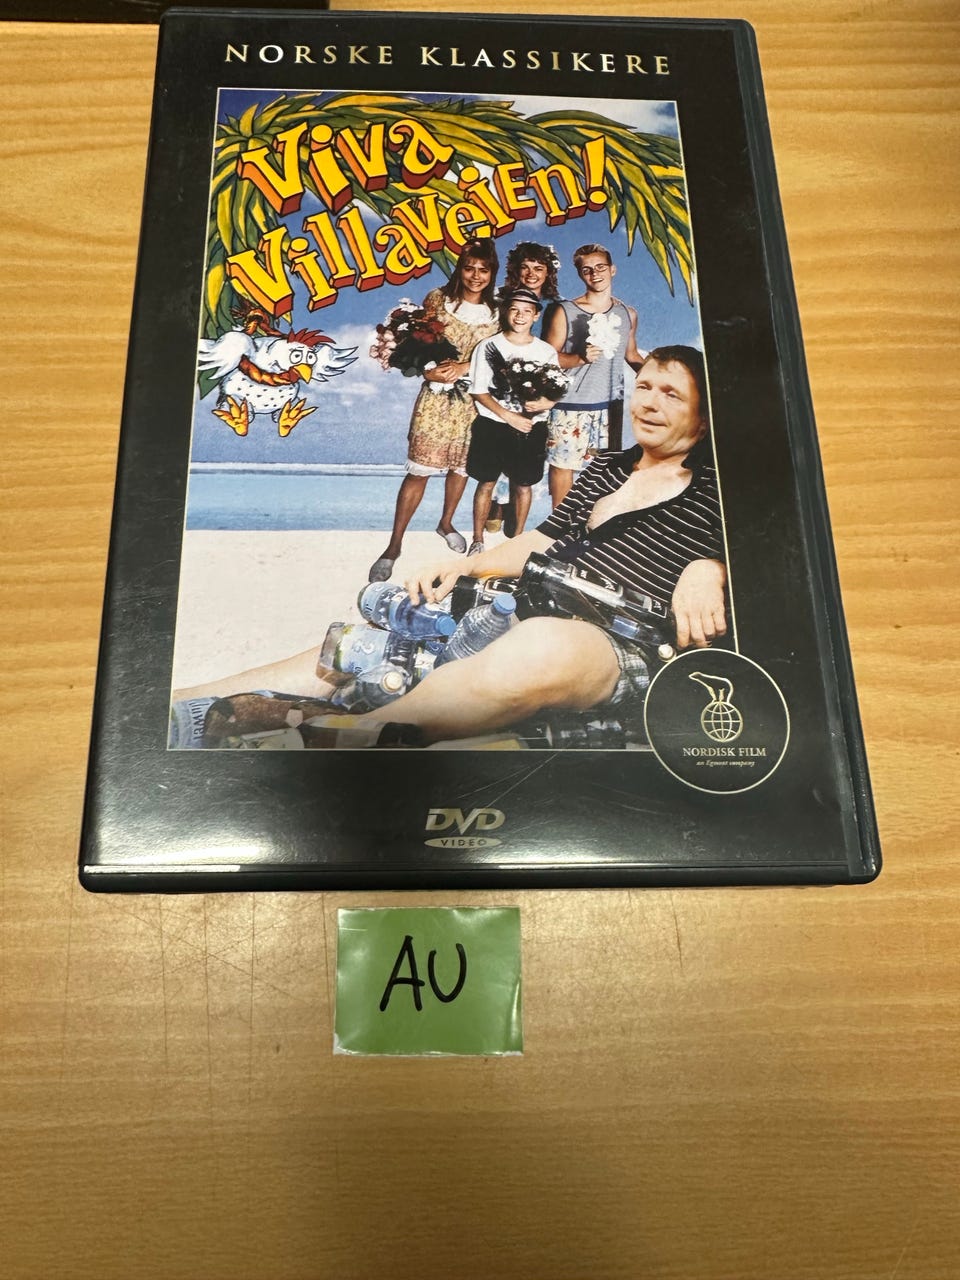 NORSKE KLASSIKERE
Viva
Villaveien!
NORDISK FILM
an Egmont company
DVD
VIDEO
AU